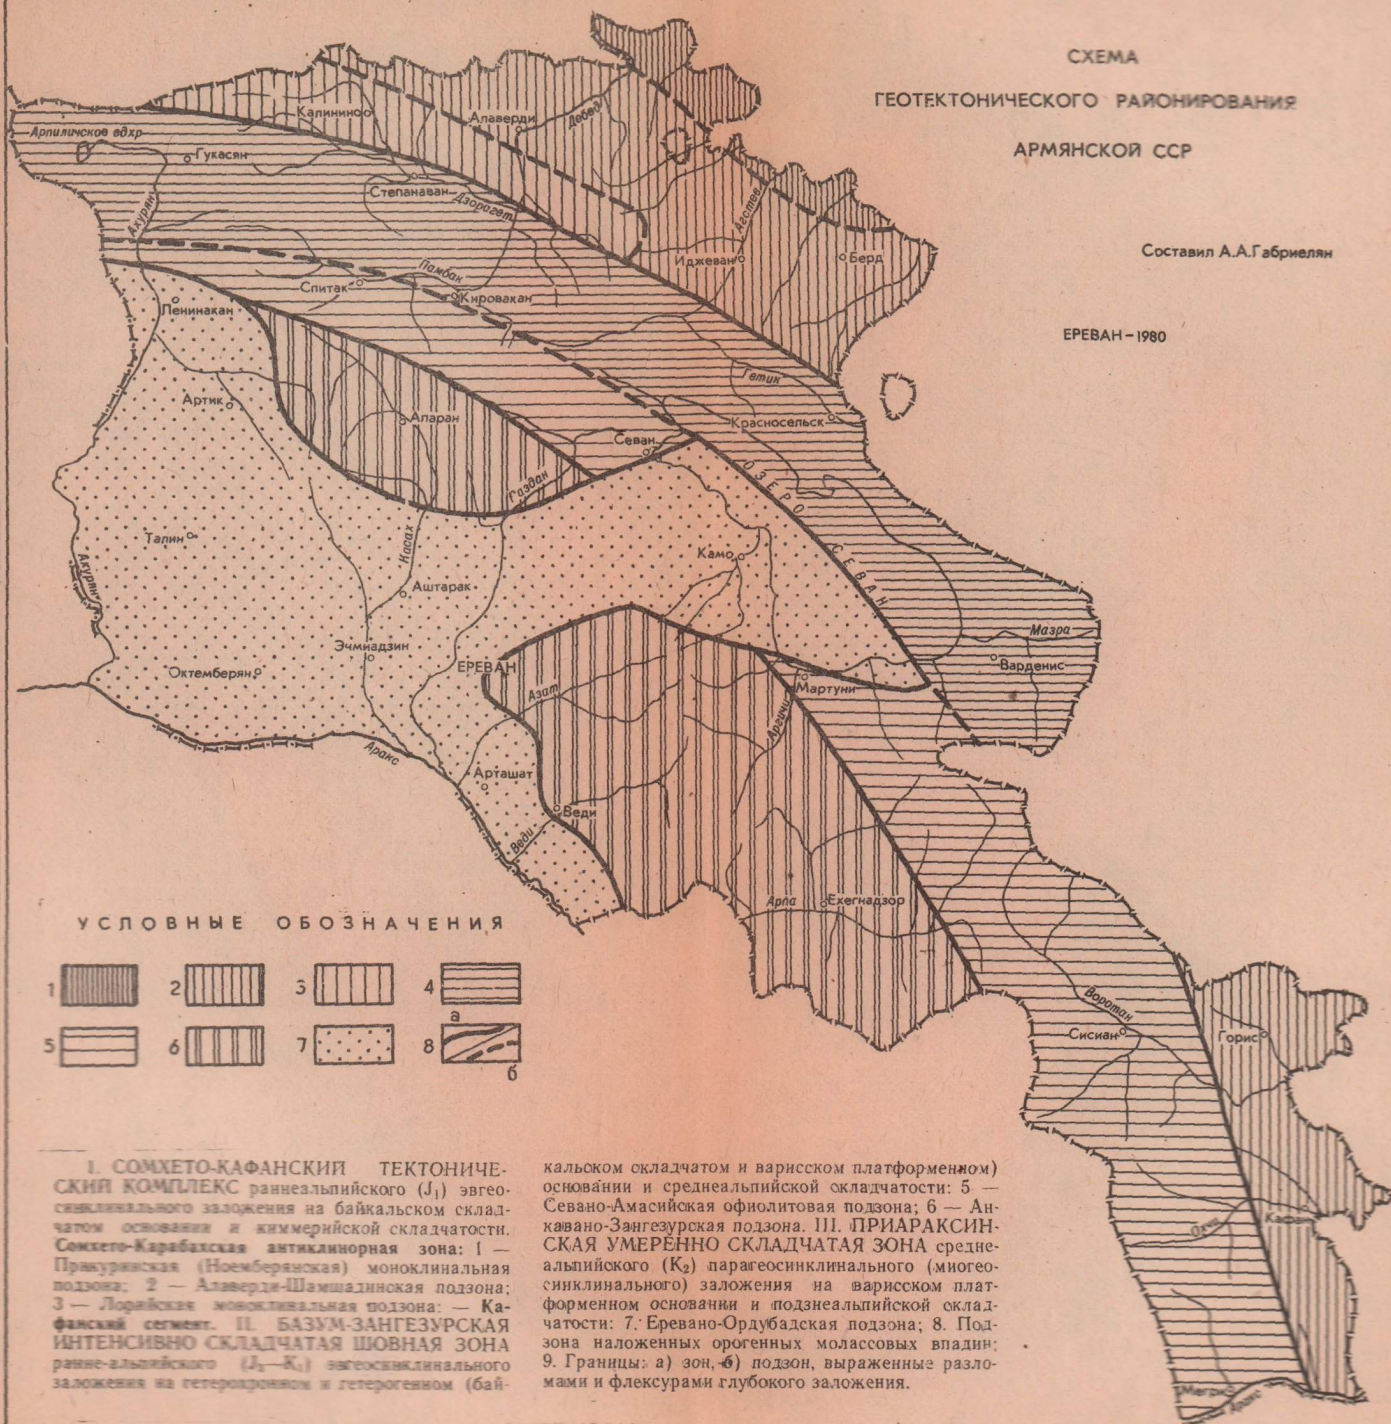 СХЕМА
ГЕОТЕКТОНИЧЕСКОГО РАЙОНИРОВАНИЯ
АРМЯНСКОЙ ССР
Составил А.А.Габриелян
ЕРЕВАН-1980
Калинино
Алаверди
Дебед
Арпиличское вдхр
Гукасян
Степанаван
Дзорагет
Ахурян
Агстев
Иджеван
Берд
Памбак
Спитак
Кировакан
Ленинакан
Гетик
Артик
Апаран
Красносельск
Севан
Газдан
ОЗЕРО СЕВАН
Талин
Касах
Камо
Ахурян
Аштарак
Мазра
Эчмиадзин
Варденис
ЕРЕВАН
Октемберян
Азат
Мартуни
Аргичи
Аракс
Арташат
Веди
Веди
Арпа
Ехегнадзор
Воротан
Сисиан
Горис
Охчи
Кафан
Мегри
Аракс
УСЛОВНЫЕ ОБОЗНАЧЕНИЯ
1 2 3 4
а
5 6 7 8
б
I. СОМХЕТО-КАФАНСКИЙ ТЕКТОНИЧЕ-
СКИЙ КОМПЛЕКС раннеальпийского (J₁) эвгео-
синклинального заложения на байкальском склад-
чатом основании и киммерийской складчатости.
Сомхето-Карабахская антиклинорная зона: 1 —
Прикуринская (Ноемберянская) моноклинальная
подзона; 2 — Алаверди-Шамшадинская подзона;
3 — Лорийская моноклинальная подзона: — Ка-
фанский сегмент. II. БАЗУМ-ЗАНГЕЗУРСКАЯ
ИНТЕНСИВНО СКЛАДЧАТАЯ ШОВНАЯ ЗОНА
ранне-альпийского эвгеосинклинального
заложения на гетерохронном и гетерогенном (бай-
кальском складчатом и варисском платформенном)
основании и среднеальпийской складчатости: 5 —
Севано-Амасийская офиолитовая подзона; 6 — Ан-
кавано-Зангезурская подзона. III. ПРИАРАКСИН-
СКАЯ УМЕРЕННО СКЛАДЧАТАЯ ЗОНА средне-
альпийского (K₂) парагеосинклинального (миогео-
синклинального) заложения на варисском плат-
форменном основании и позднеальпийской склад-
чатости: 7. Еревано-Ордубадская подзона; 8. Под-
зона наложенных орогенных молассовых впадин;
9. Границы: а) зон, б) подзон, выраженные разло-
мами и флексурами глубокого заложения.